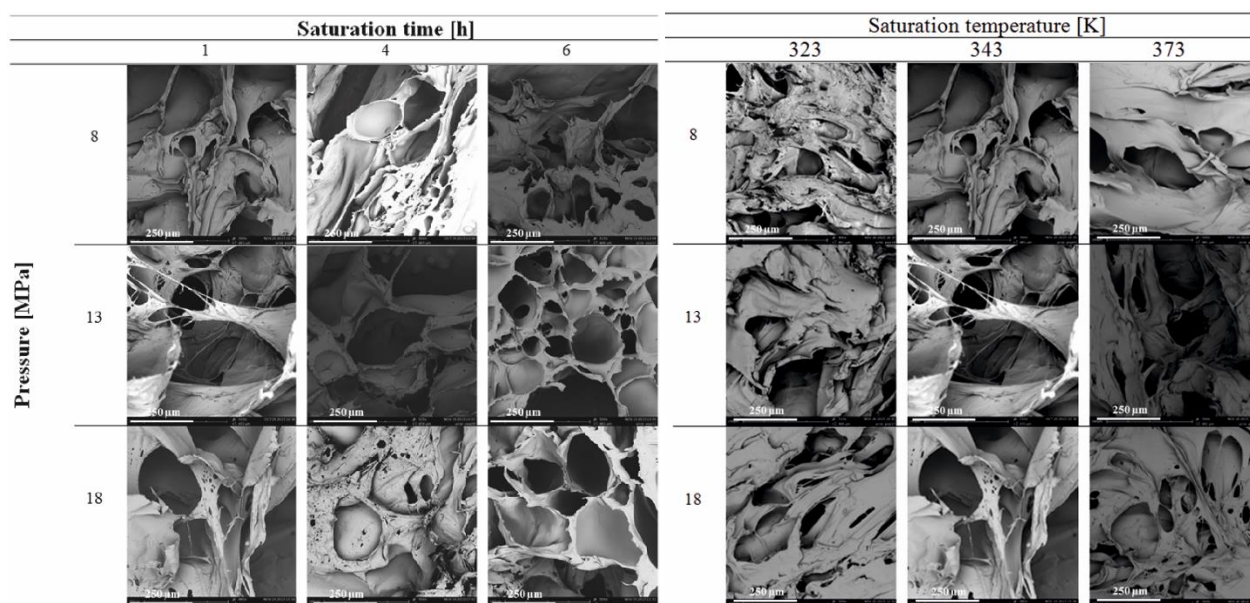 Saturation time [h]
1 4 6
Saturation temperature [K]
323 343 373
Pressure [MPa]
8
250 µm 250 µm 250 µm
8
250 µm 250 µm 250 µm
13
250 µm 250 µm 250 µm
13
250 µm 250 µm 250 µm
18
250 µm 250 µm 250 µm
18
250 µm 250 µm 250 µm